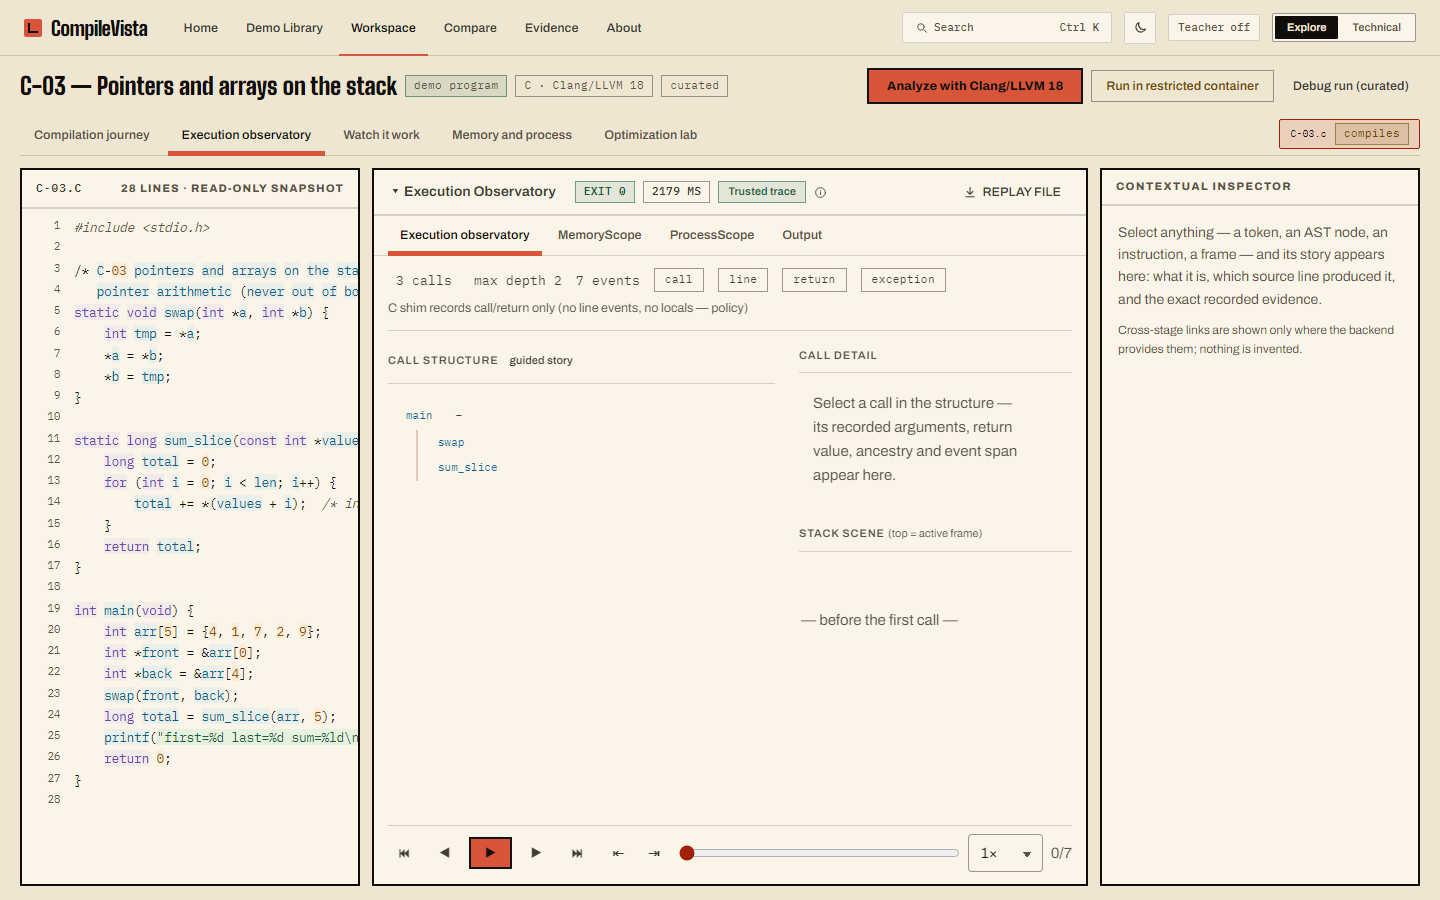 CompileVista Home Demo Library Workspace Compare Evidence About Search Ctrl K Teacher off Explore Technical
C-03 — Pointers and arrays on the stack demo program C · Clang/LLVM 18 curated Analyze with Clang/LLVM 18 Run in restricted container Debug run (curated)
Compilation journey Execution observatory Watch it work Memory and process Optimization lab C-03.c compiles
C-03.C 28 LINES · READ-ONLY SNAPSHOT
1 #include <stdio.h>
2
3 /* C-03 pointers and arrays on the sta
4 pointer arithmetic (never out of bo
5 static void swap(int *a, int *b) {
6 int tmp = *a;
7 *a = *b;
8 *b = tmp;
9 }
10
11 static long sum_slice(const int *value
12 long total = 0;
13 for (int i = 0; i < len; i++) {
14 total += *(values + i); /* in
15 }
16 return total;
17 }
18
19 int main(void) {
20 int arr[5] = {4, 1, 7, 2, 9};
21 int *front = &arr[0];
22 int *back = &arr[4];
23 swap(front, back);
24 long total = sum_slice(arr, 5);
25 printf("first=%d last=%d sum=%ld\n
26 return 0;
27 }
28
▾ Execution Observatory EXIT 0 2179 MS Trusted trace REPLAY FILE
Execution observatory MemoryScope ProcessScope Output
3 calls max depth 2 7 events call line return exception
C shim records call/return only (no line events, no locals — policy)
CALL STRUCTURE guided story
main –
swap
sum_slice
CALL DETAIL
Select a call in the structure —
its recorded arguments, return
value, ancestry and event span
appear here.
STACK SCENE (top = active frame)
— before the first call —
1× 0/7
CONTEXTUAL INSPECTOR
Select anything — a token, an AST node, an
instruction, a frame — and its story appears
here: what it is, which source line produced it,
and the exact recorded evidence.
Cross-stage links are shown only where the backend
provides them; nothing is invented.